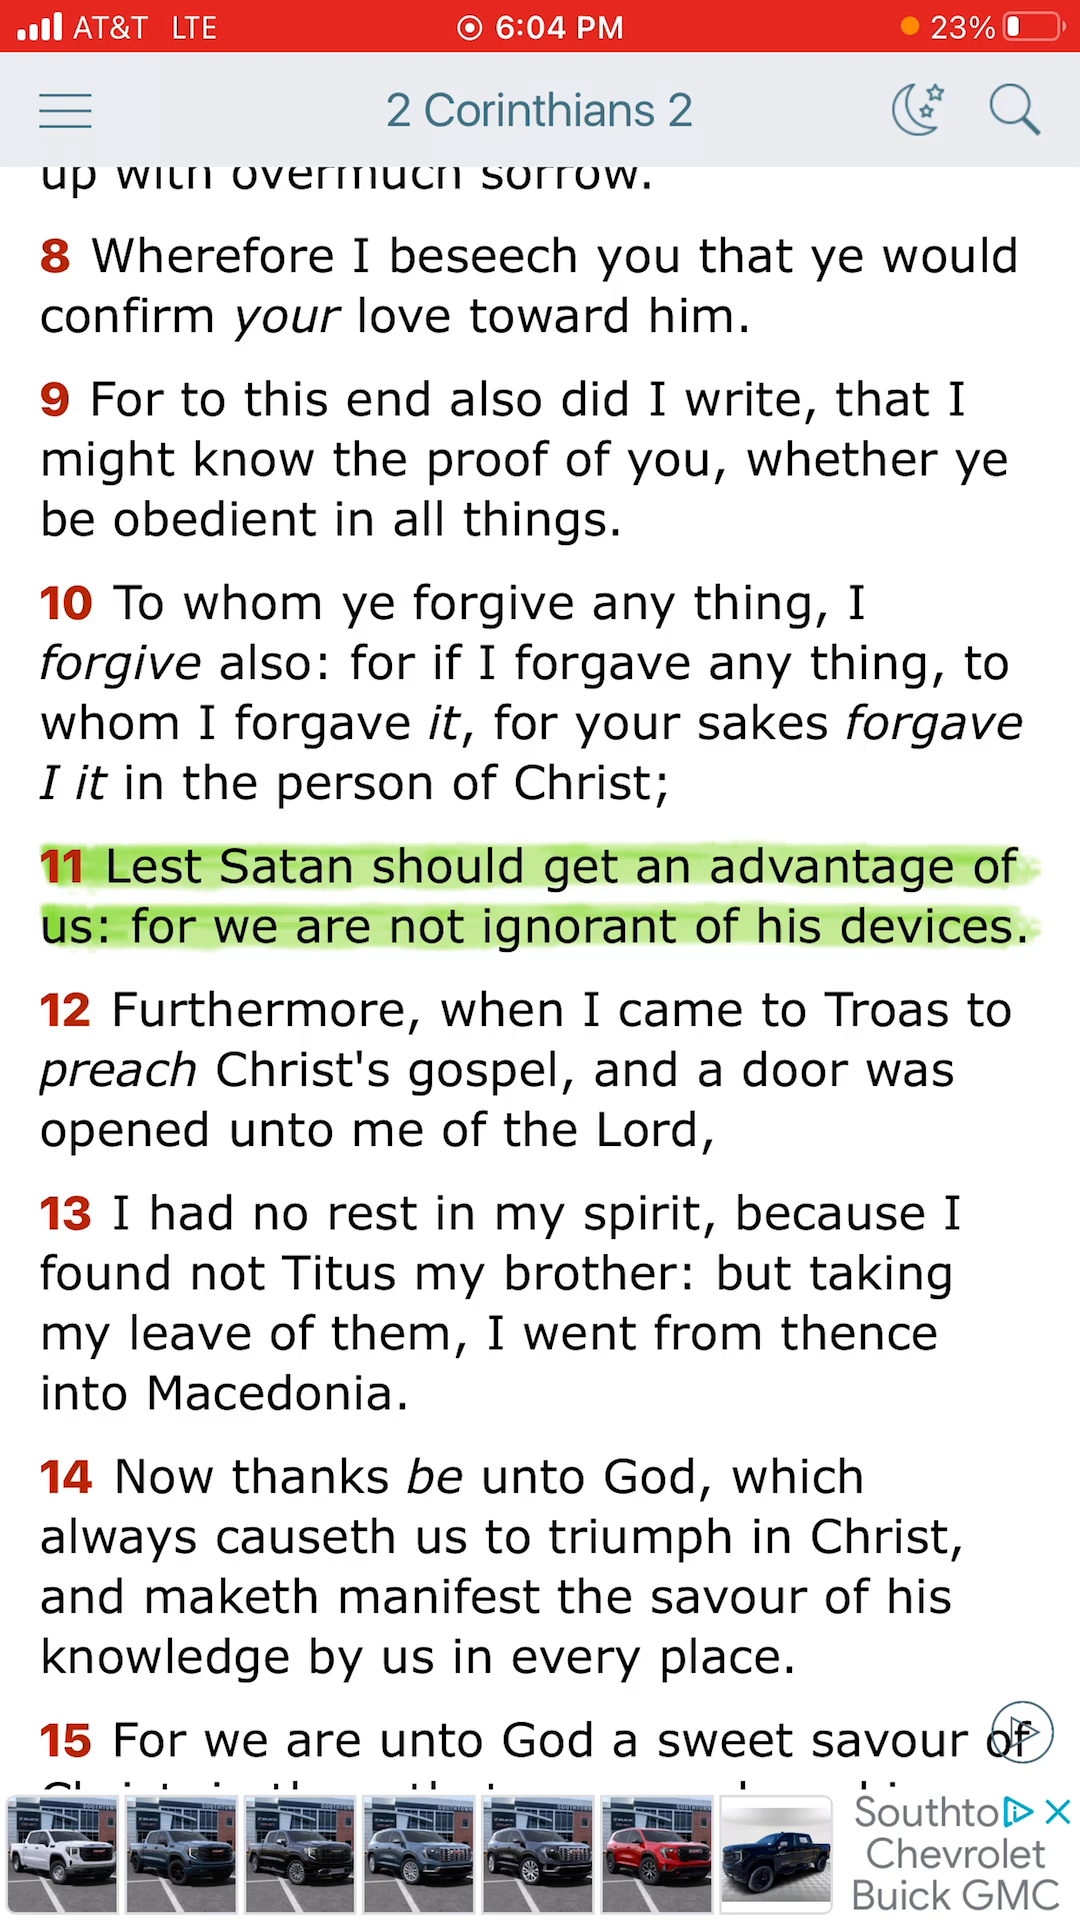 AT&T LTE 6:04 PM 23%
2 Corinthians 2
up with overmuch sorrow.
8 Wherefore I beseech you that ye would
confirm your love toward him.
9 For to this end also did I write, that I
might know the proof of you, whether ye
be obedient in all things.
10 To whom ye forgive any thing, I
forgive also: for if I forgave any thing, to
whom I forgave it, for your sakes forgave
I it in the person of Christ;
11 Lest Satan should get an advantage of
us: for we are not ignorant of his devices.
12 Furthermore, when I came to Troas to
preach Christ's gospel, and a door was
opened unto me of the Lord,
13 I had no rest in my spirit, because I
found not Titus my brother: but taking
my leave of them, I went from thence
into Macedonia.
14 Now thanks be unto God, which
always causeth us to triumph in Christ,
and maketh manifest the savour of his
knowledge by us in every place.
15 For we are unto God a sweet savour of
Southto
Chevrolet
Buick GMC